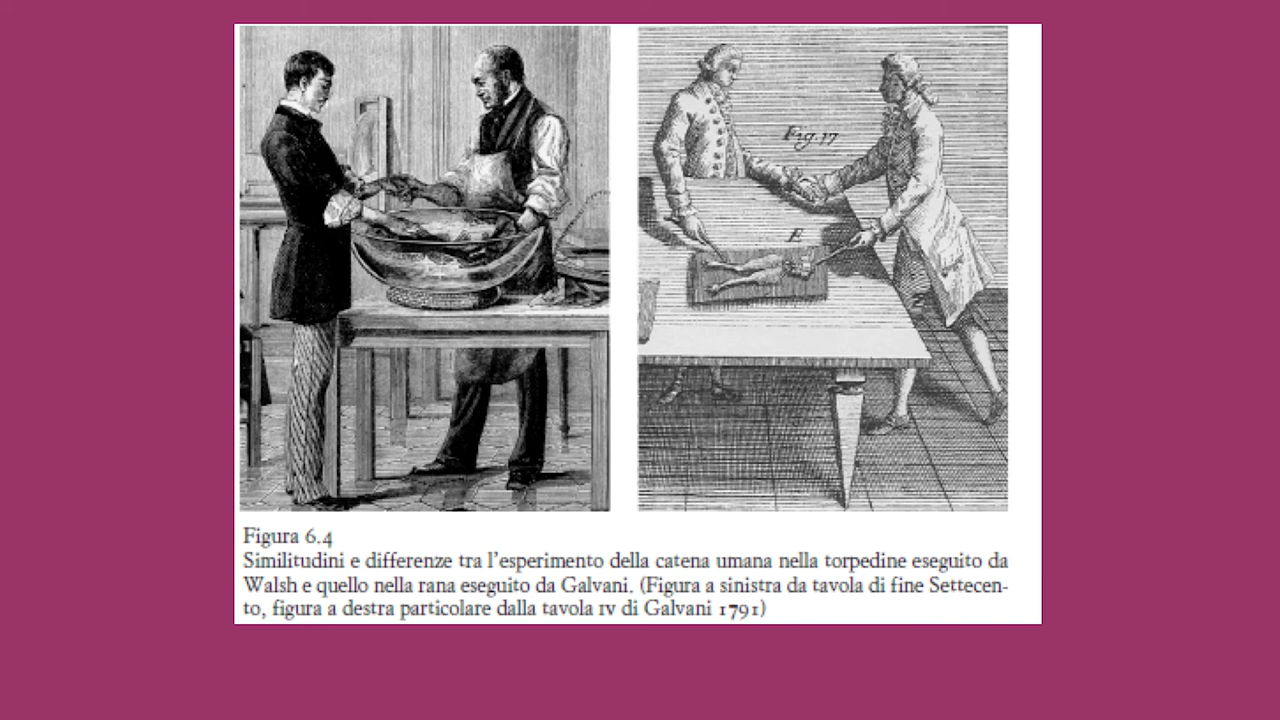 Fig. 17
E
Figura 6.4
Similitudini e differenze tra l'esperimento della catena umana nella torpedine eseguito da
Walsh e quello nella rana eseguito da Galvani. (Figura a sinistra da tavola di fine Settecen-
to, figura a destra particolare dalla tavola IV di Galvani 1791)